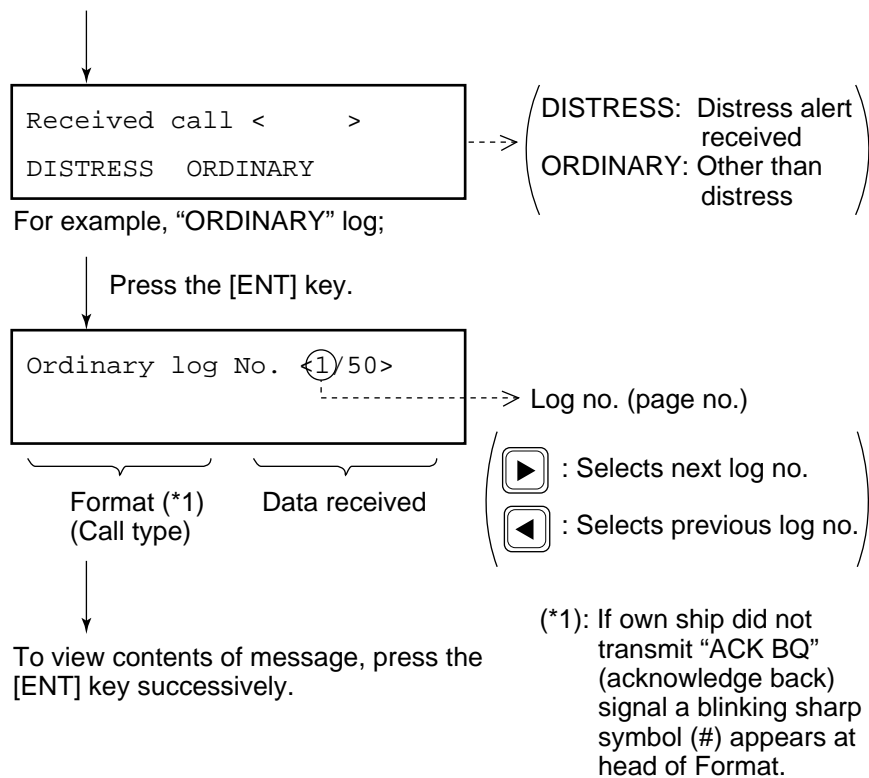 Received call <     >
DISTRESS  ORDINARY
DISTRESS: Distress alert
received
ORDINARY: Other than
distress
For example, “ORDINARY” log;
Press the [ENT] key.
Ordinary log No. <1/50>
Log no. (page no.)
Format (*1)
(Call type)
Data received
▶ : Selects next log no.
◀ : Selects previous log no.
To view contents of message, press the
[ENT] key successively.
(*1): If own ship did not
transmit “ACK BQ”
(acknowledge back)
signal a blinking sharp
symbol (#) appears at
head of Format.